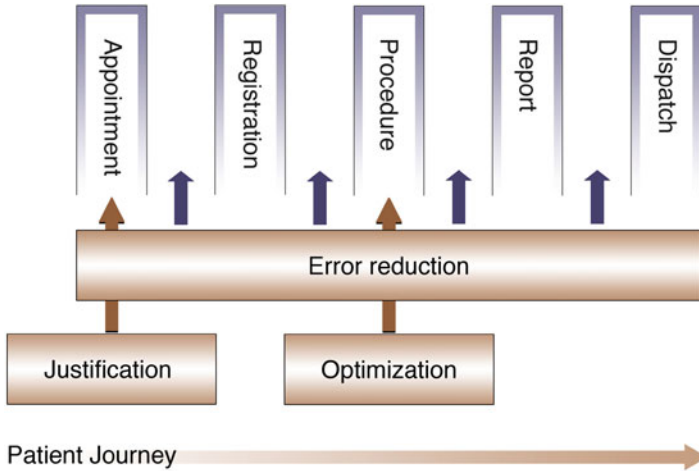 Appointment
Registration
Procedure
Report
Dispatch
Error reduction
Justification
Optimization
Patient Journey